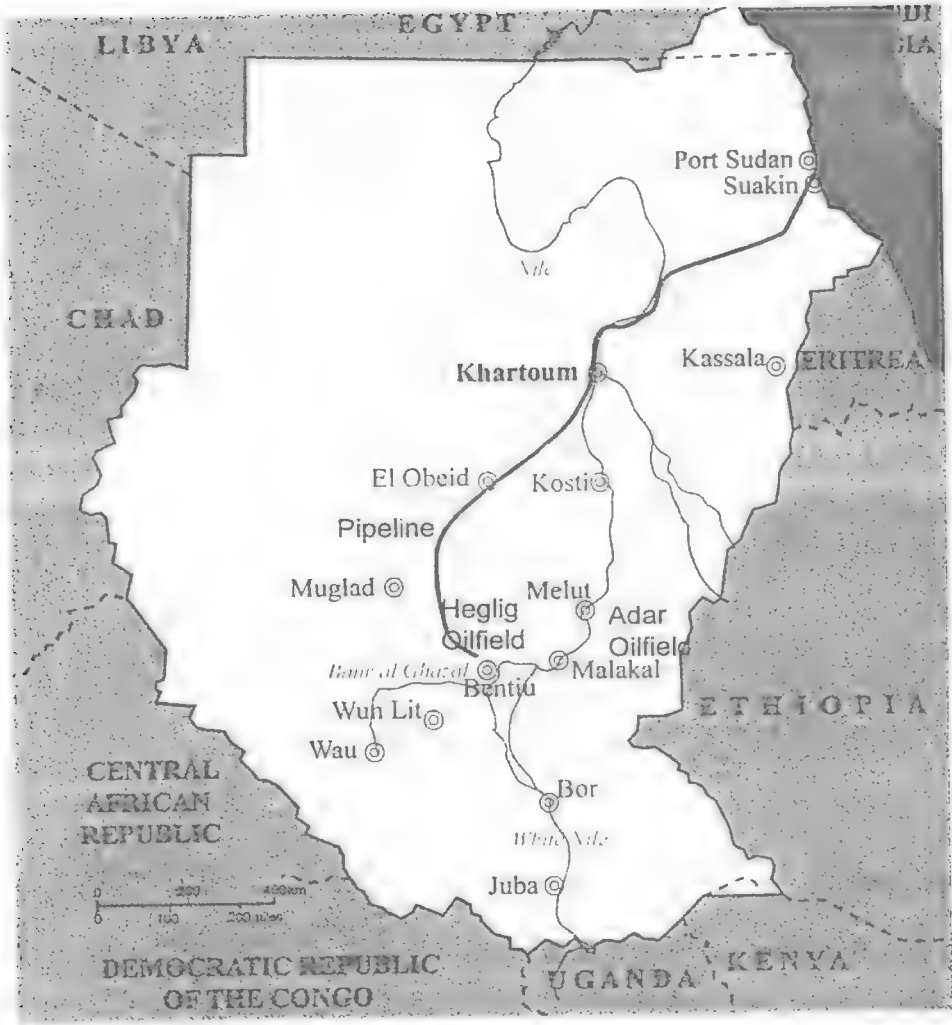 EGYPT
LIBYA
Port Sudan
Suakin
Nile
CHAD
Khartoum
Kassala
ERITREA
El Obeid
Kosti
Pipeline
Muglad
Melut
Heglig
Oilfield
Adar
Oilfield
Bahr al Ghazal
Bentiu
Malakal
Wun Lit
Wau
ETHIOPIA
CENTRAL
AFRICAN
REPUBLIC
Bor
White Nile
Juba
0 200 400 km
0 100 200 miles
DEMOCRATIC REPUBLIC
OF THE CONGO
UGANDA
KENYA